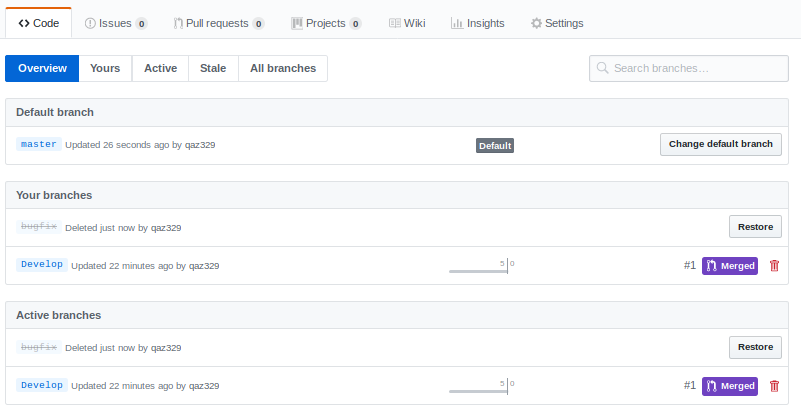 Code Issues 0 Pull requests 0 Projects 0 Wiki Insights Settings
Overview Yours Active Stale All branches Search branches…
Default branch
master Updated 26 seconds ago by qaz329 Default Change default branch
Your branches
bugfix Deleted just now by qaz329 Restore
Develop Updated 22 minutes ago by qaz329 5 0 #1 Merged
Active branches
bugfix Deleted just now by qaz329 Restore
Develop Updated 22 minutes ago by qaz329 5 0 #1 Merged